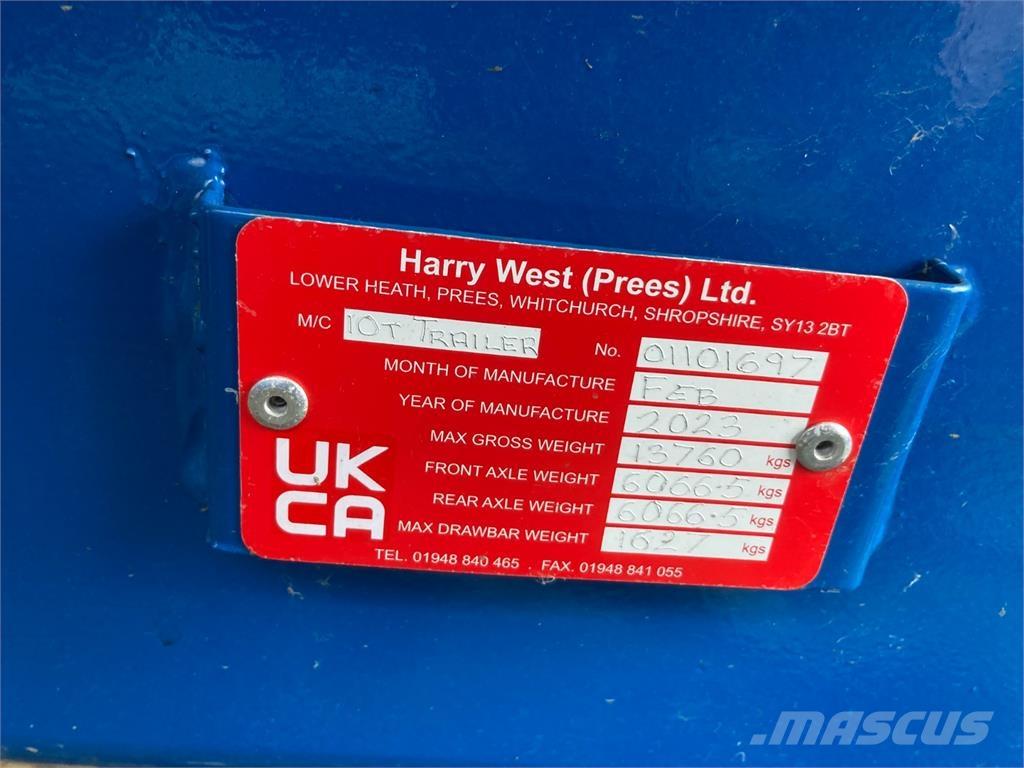 Harry West (Prees) Ltd.
LOWER HEATH, PREES, WHITCHURCH, SHROPSHIRE, SY13 2BT
M/C 10T TRAILER No. 01101697
MONTH OF MANUFACTURE FEB
YEAR OF MANUFACTURE 2023
MAX GROSS WEIGHT 13760 kgs
FRONT AXLE WEIGHT 6066.5 kgs
REAR AXLE WEIGHT 6066.5 kgs
MAX DRAWBAR WEIGHT 1627 kgs
UK
CA
TEL. 01948 840 465 . FAX. 01948 841 055
MASCUS